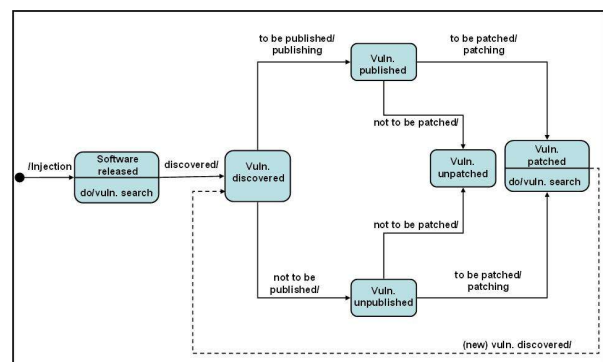 to be published/
publishing
to be patched/
patching
Vuln.
published
not to be patched/
/Injection
Software
released
do/vuln. search
discovered/
Vuln.
discovered
Vuln.
unpatched
Vuln.
patched
do/vuln. search
not to be patched/
not to be
published/
Vuln.
unpublished
to be patched/
patching
(new) vuln. discovered/